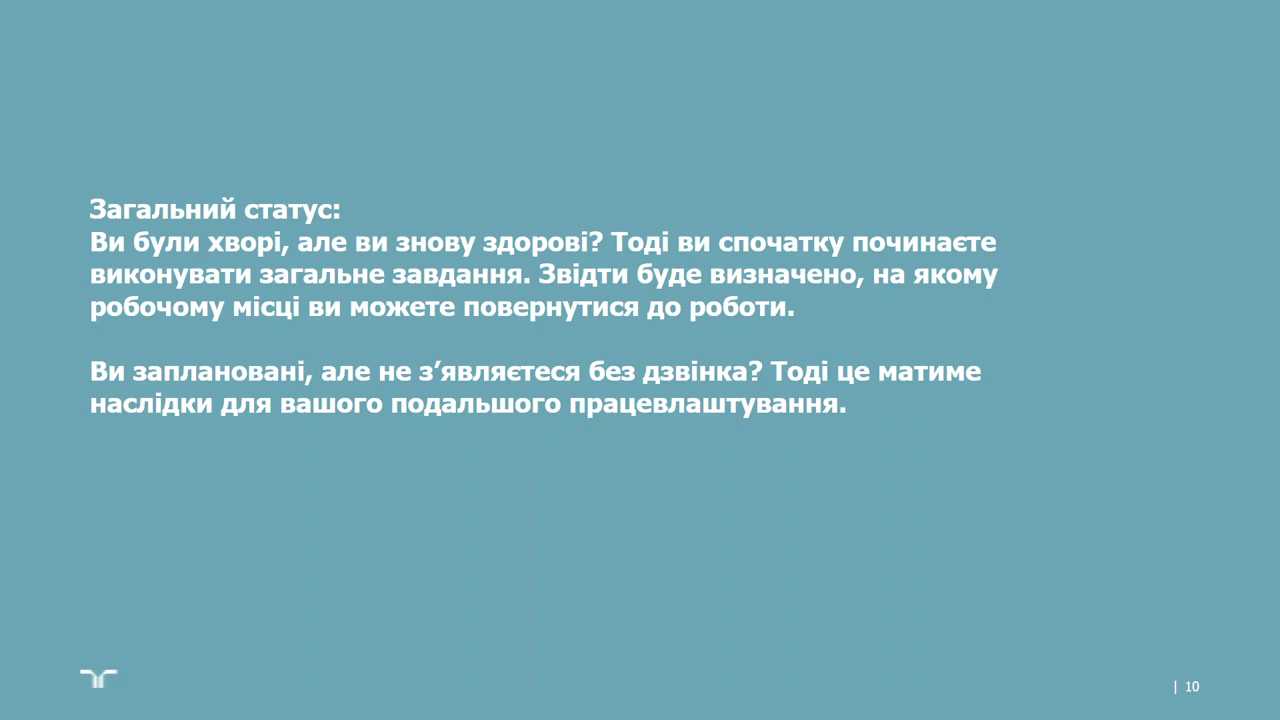 Загальний статус:
Ви були хворі, але ви знову здорові? Тоді ви спочатку починаєте
виконувати загальне завдання. Звідти буде визначено, на якому
робочому місці ви можете повернутися до роботи.
Ви заплановані, але не з’являєтеся без дзвінка? Тоді це матиме
наслідки для вашого подальшого працевлаштування.
| 10